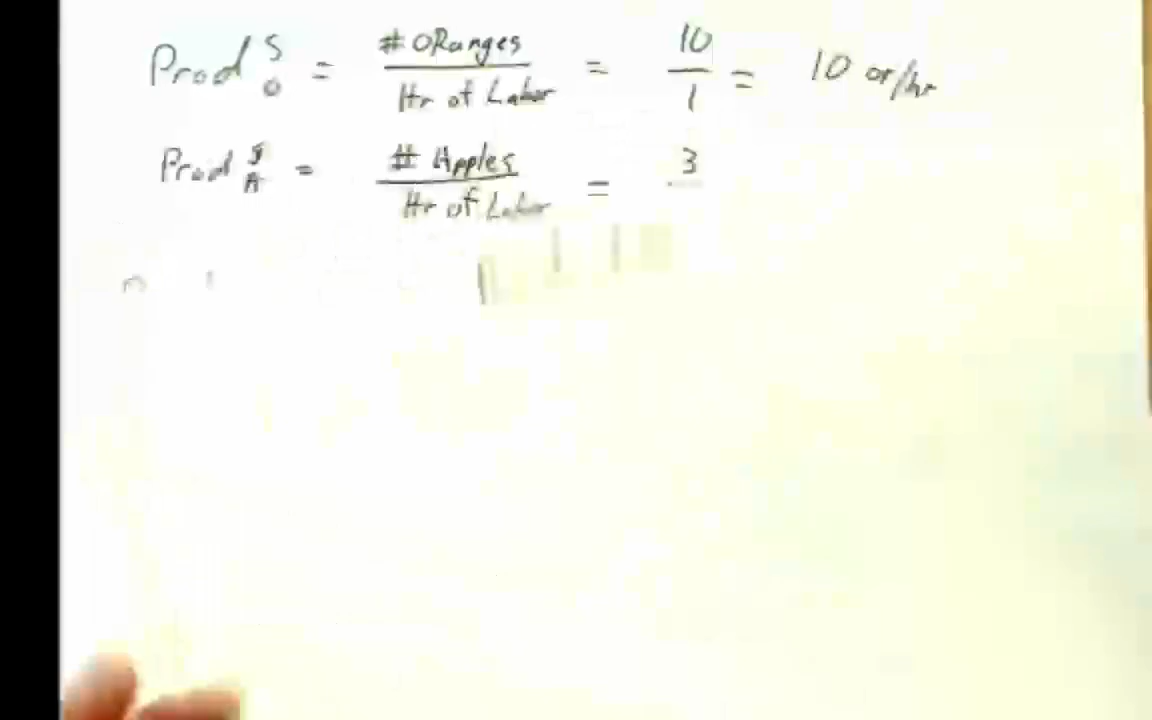 Prod S O = # ORanges / Hr of Labor = 10 / 1 = 10 or/hr
Prod A = # Apples / Hr of Labor = 3